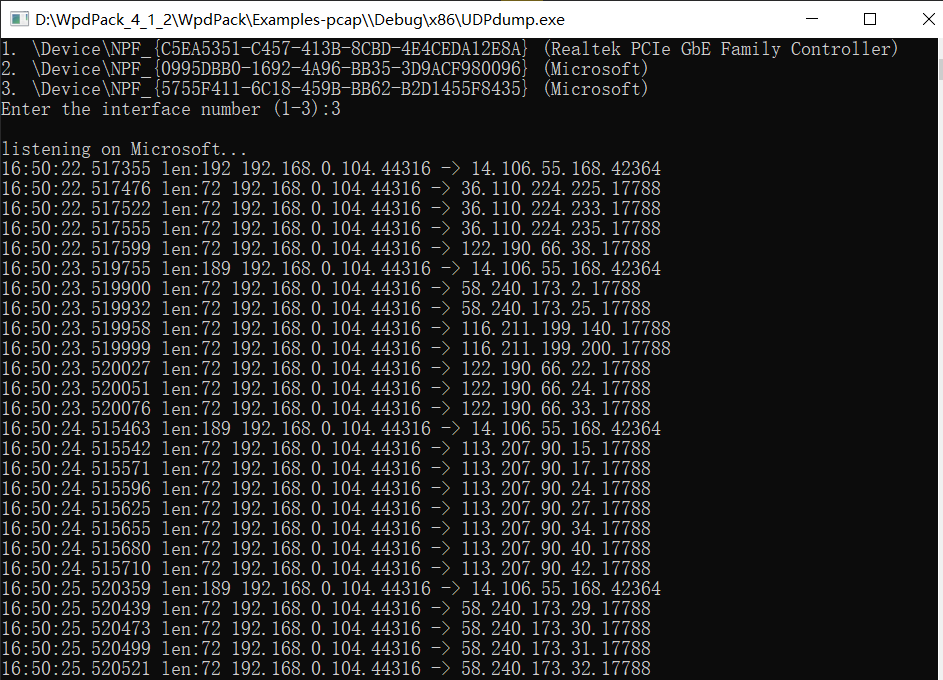 D:\WpdPack_4_1_2\WpdPack\Examples-pcap\\Debug\x86\UDPdump.exe
1. \Device\NPF_{C5EA5351-C457-413B-8CBD-4E4CEDA12E8A} (Realtek PCIe GbE Family Controller)
2. \Device\NPF_{0995DBB0-1692-4A96-BB35-3D9ACF980096} (Microsoft)
3. \Device\NPF_{5755F411-6C18-459B-BB62-B2D1455F8435} (Microsoft)
Enter the interface number (1-3):3
listening on Microsoft...
16:50:22.517355 len:192 192.168.0.104.44316 -> 14.106.55.168.42364
16:50:22.517476 len:72 192.168.0.104.44316 -> 36.110.224.225.17788
16:50:22.517522 len:72 192.168.0.104.44316 -> 36.110.224.233.17788
16:50:22.517555 len:72 192.168.0.104.44316 -> 36.110.224.235.17788
16:50:22.517599 len:72 192.168.0.104.44316 -> 122.190.66.38.17788
16:50:23.519755 len:189 192.168.0.104.44316 -> 14.106.55.168.42364
16:50:23.519900 len:72 192.168.0.104.44316 -> 58.240.173.2.17788
16:50:23.519932 len:72 192.168.0.104.44316 -> 58.240.173.25.17788
16:50:23.519958 len:72 192.168.0.104.44316 -> 116.211.199.140.17788
16:50:23.519999 len:72 192.168.0.104.44316 -> 116.211.199.200.17788
16:50:23.520027 len:72 192.168.0.104.44316 -> 122.190.66.22.17788
16:50:23.520051 len:72 192.168.0.104.44316 -> 122.190.66.24.17788
16:50:23.520076 len:72 192.168.0.104.44316 -> 122.190.66.33.17788
16:50:24.515463 len:189 192.168.0.104.44316 -> 14.106.55.168.42364
16:50:24.515542 len:72 192.168.0.104.44316 -> 113.207.90.15.17788
16:50:24.515571 len:72 192.168.0.104.44316 -> 113.207.90.17.17788
16:50:24.515596 len:72 192.168.0.104.44316 -> 113.207.90.24.17788
16:50:24.515625 len:72 192.168.0.104.44316 -> 113.207.90.27.17788
16:50:24.515655 len:72 192.168.0.104.44316 -> 113.207.90.34.17788
16:50:24.515680 len:72 192.168.0.104.44316 -> 113.207.90.40.17788
16:50:24.515710 len:72 192.168.0.104.44316 -> 113.207.90.42.17788
16:50:25.520359 len:189 192.168.0.104.44316 -> 14.106.55.168.42364
16:50:25.520439 len:72 192.168.0.104.44316 -> 58.240.173.29.17788
16:50:25.520473 len:72 192.168.0.104.44316 -> 58.240.173.30.17788
16:50:25.520499 len:72 192.168.0.104.44316 -> 58.240.173.31.17788
16:50:25.520521 len:72 192.168.0.104.44316 -> 58.240.173.32.17788